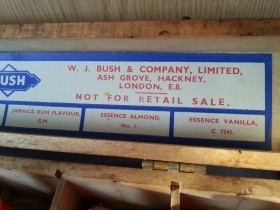 BUSH
W. J. BUSH & COMPANY, LIMITED,
ASH GROVE, HACKNEY,
LONDON, E.8.
NOT FOR RETAIL SALE.
JAMAICA RUM FLAVOUR,
G.M.
ESSENCE ALMOND,
No. 1.
ESSENCE VANILLA,
C 7541.